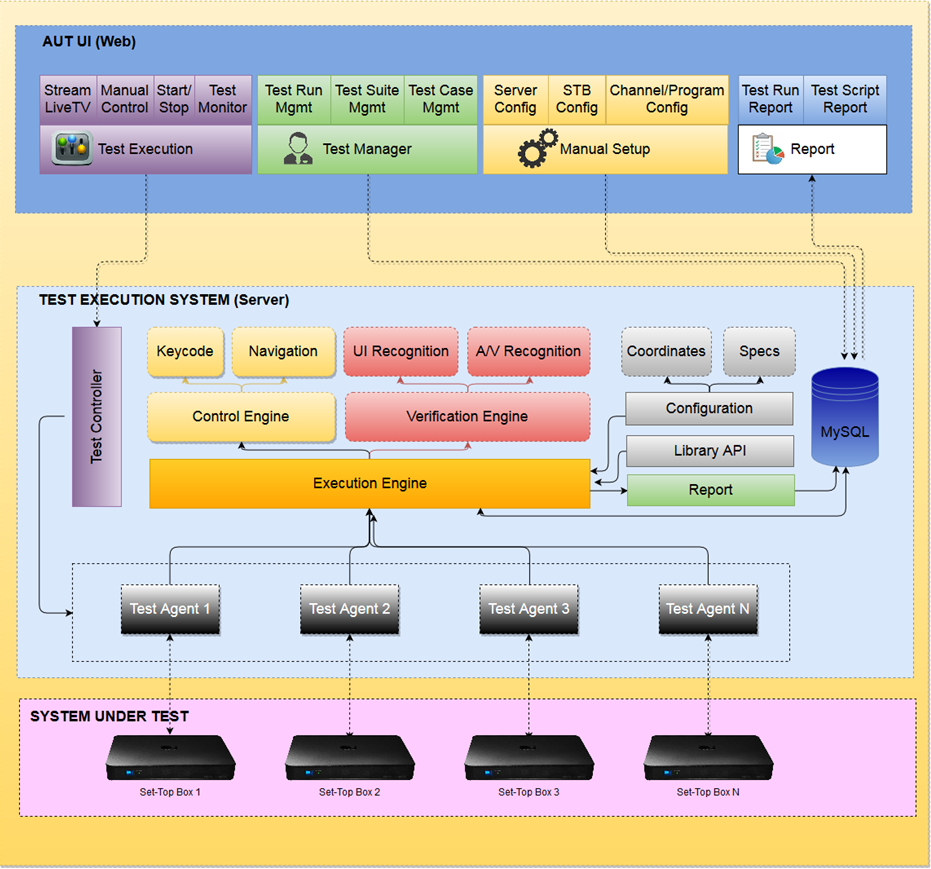 AUT UI (Web)
Stream
LiveTV
Manual
Control
Start/
Stop
Test
Monitor
Test Execution
Test Run
Mgmt
Test Suite
Mgmt
Test Case
Mgmt
Test Manager
Server
Config
STB
Config
Channel/Program
Config
Manual Setup
Test Run
Report
Test Script
Report
Report
TEST EXECUTION SYSTEM (Server)
Test Controller
Keycode
Navigation
UI Recognition
A/V Recognition
Coordinates
Specs
Control Engine
Verification Engine
Configuration
Library API
MySQL
Execution Engine
Report
Test Agent 1
Test Agent 2
Test Agent 3
Test Agent N
SYSTEM UNDER TEST
Set-Top Box 1
Set-Top Box 2
Set-Top Box 3
Set-Top Box N